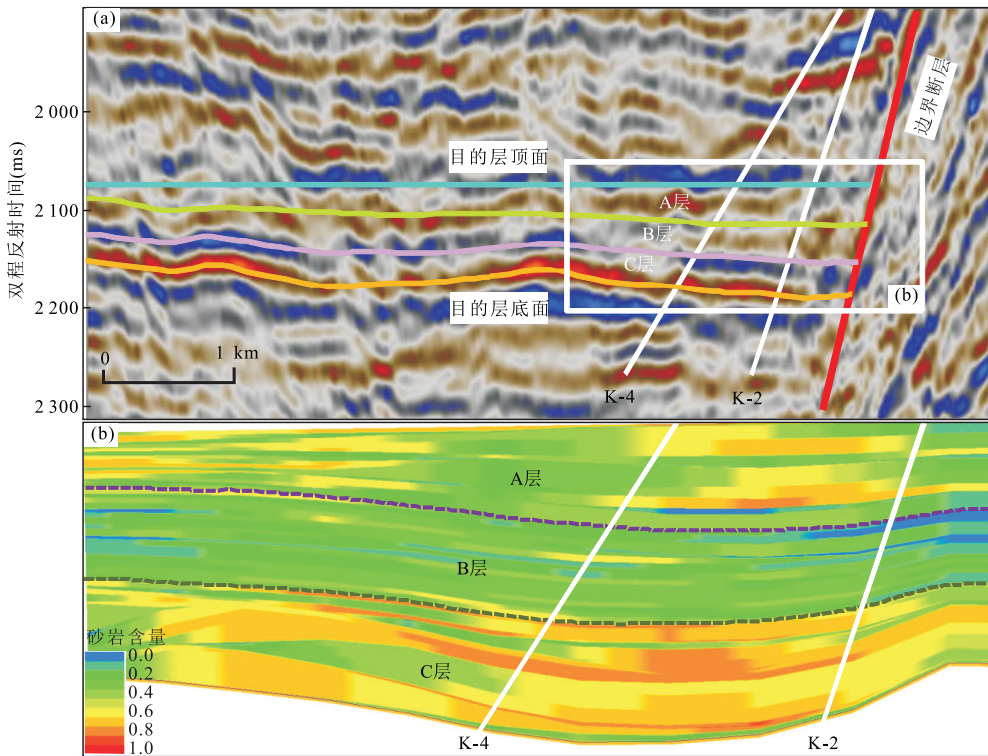 (a)
双程反射时间(ms)
2 000
2 100
2 200
2 300
目的层顶面
边界断层
A层
B层
C层
(b)
目的层底面
0
1 km
K-4
K-2
(b)
A层
B层
C层
砂岩含量
0.0
0.2
0.4
0.6
0.8
1.0
K-4
K-2